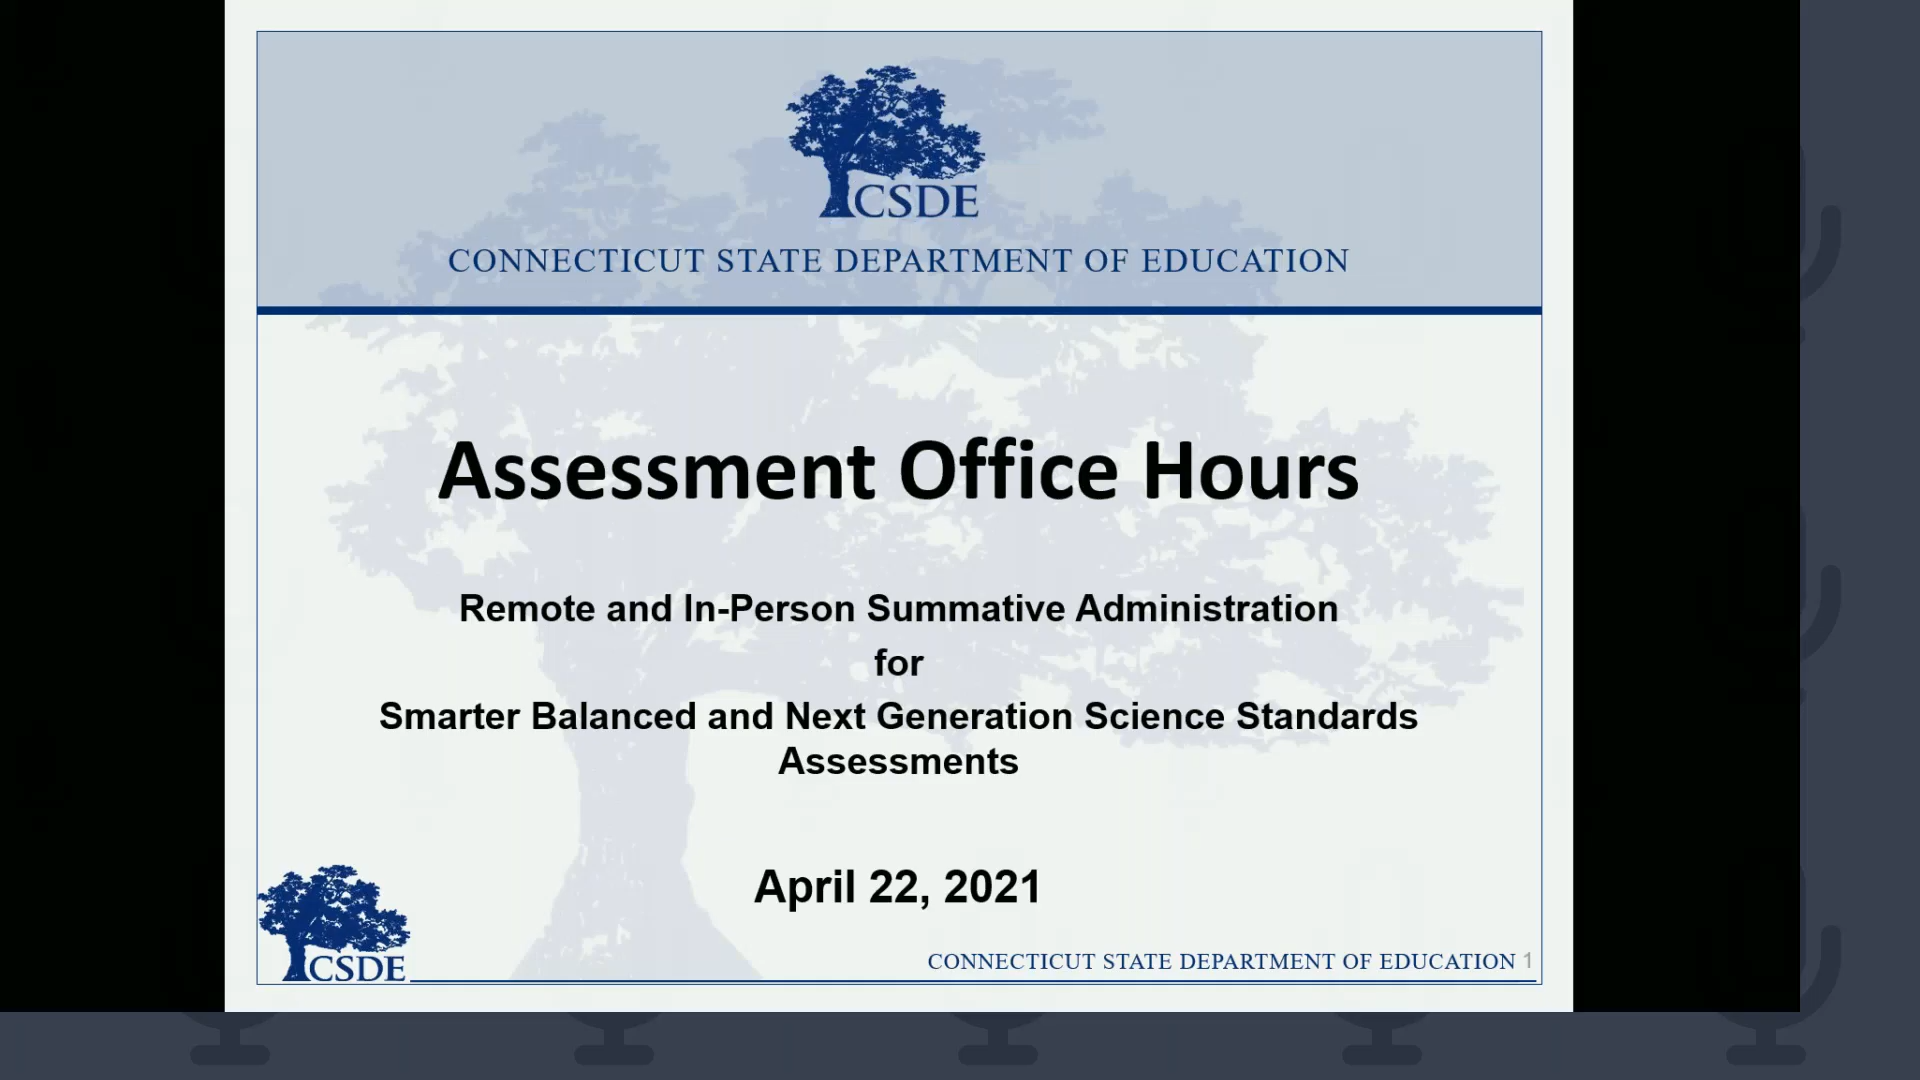 CSDE
CONNECTICUT STATE DEPARTMENT OF EDUCATION
Assessment Office Hours
Remote and In-Person Summative Administration
for
Smarter Balanced and Next Generation Science Standards
Assessments
April 22, 2021
CSDE
CONNECTICUT STATE DEPARTMENT OF EDUCATION 1